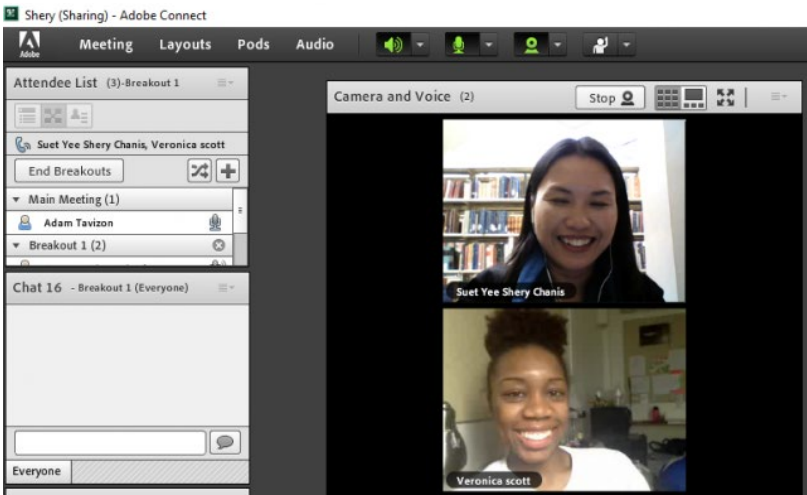 Shery (Sharing) - Adobe Connect
Adobe Meeting Layouts Pods Audio
Attendee List (3)-Breakout 1
Suet Yee Shery Chanis, Veronica scott
End Breakouts
Main Meeting (1)
Adam Tavizon
Breakout 1 (2)
Chat 16 - Breakout 1 (Everyone)
Everyone
Camera and Voice (2)
Stop
Suet Yee Shery Chanis
Veronica scott